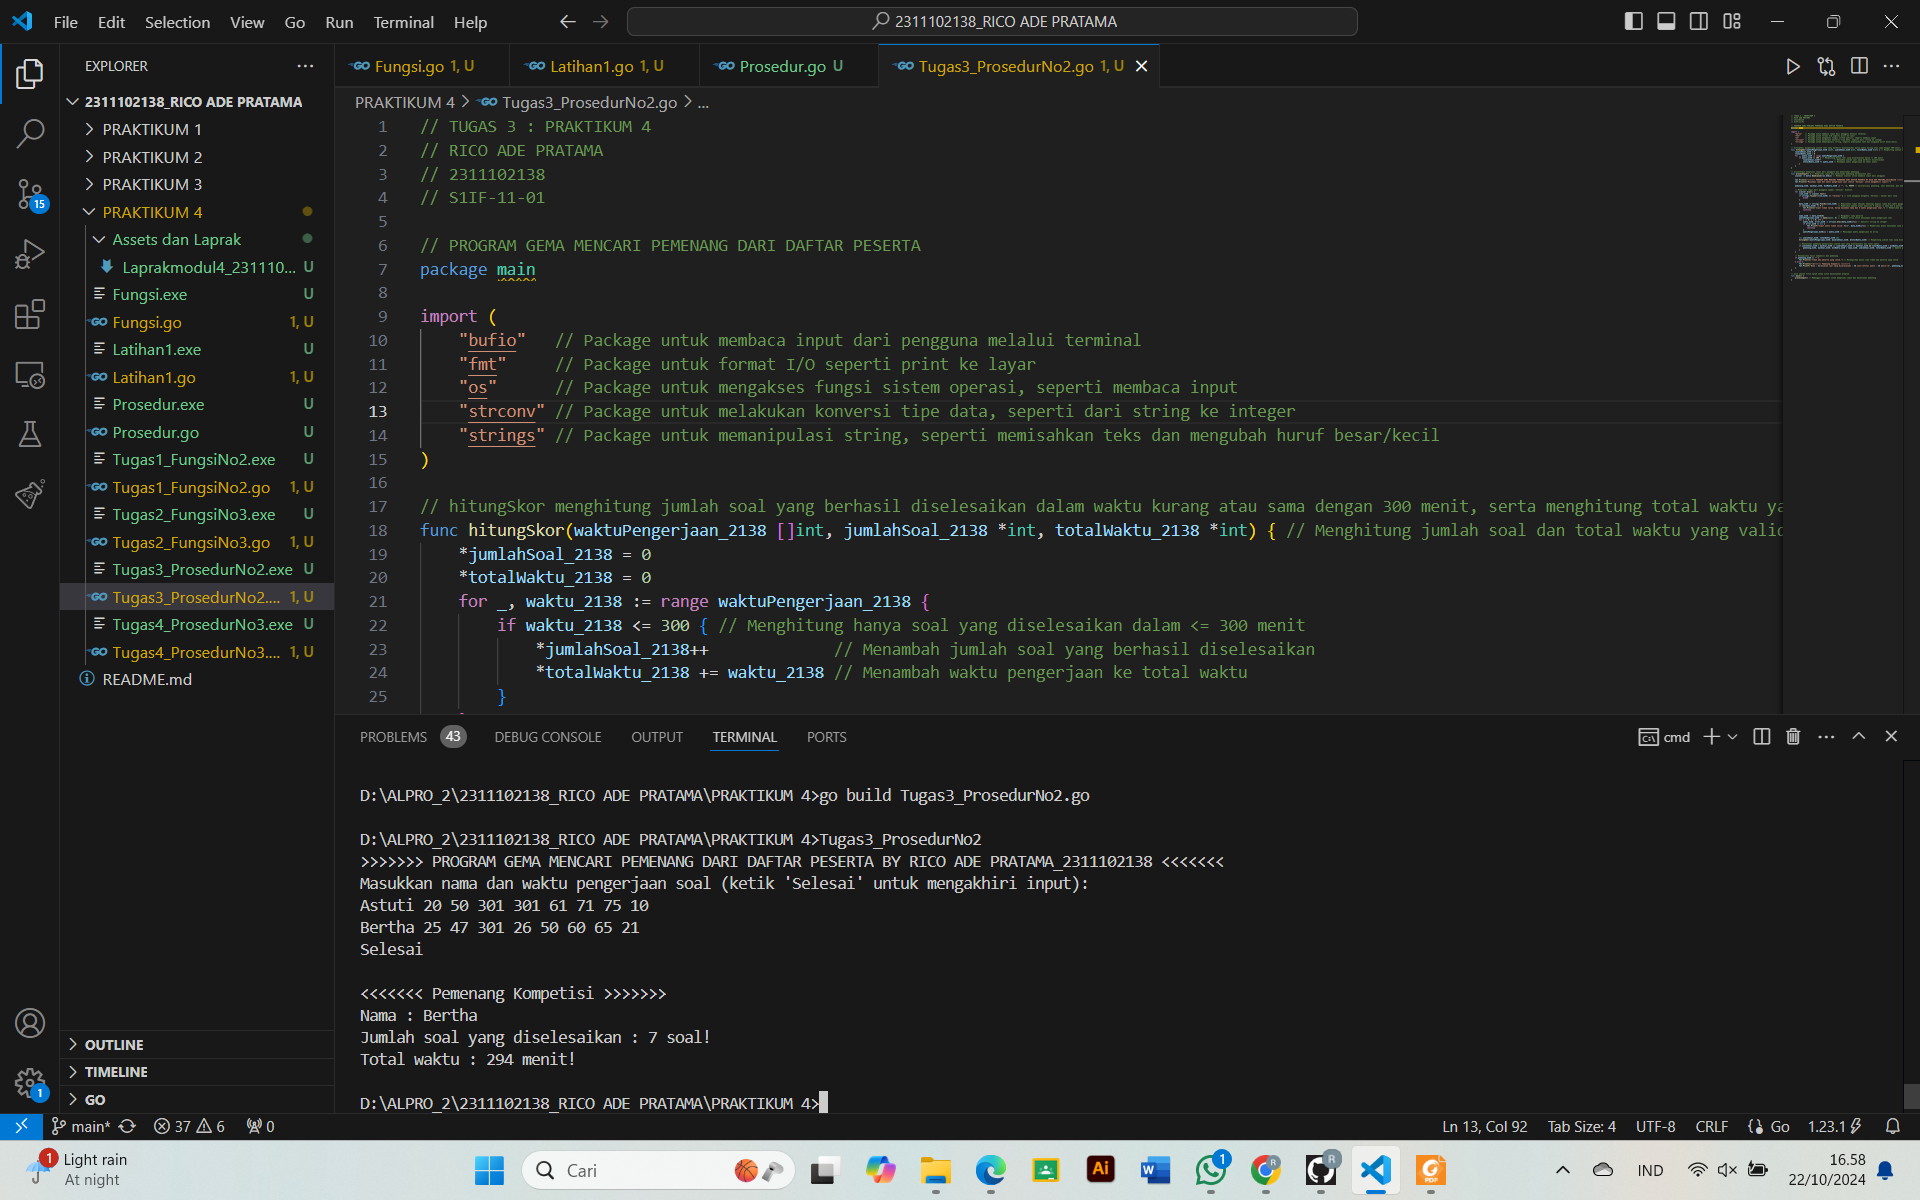 File Edit Selection View Go Run Terminal Help
2311102138_RICO ADE PRATAMA
EXPLORER
2311102138_RICO ADE PRATAMA
PRAKTIKUM 1
PRAKTIKUM 2
PRAKTIKUM 3
PRAKTIKUM 4
Assets dan Laprak
Laprakmodul4_231110... U
Fungsi.exe U
Fungsi.go 1, U
Latihan1.exe U
Latihan1.go 1, U
Prosedur.exe U
Prosedur.go U
Tugas1_FungsiNo2.exe U
Tugas1_FungsiNo2.go 1, U
Tugas2_FungsiNo3.exe U
Tugas2_FungsiNo3.go 1, U
Tugas3_ProsedurNo2.exe U
Tugas3_ProsedurNo2.... 1, U
Tugas4_ProsedurNo3.exe U
Tugas4_ProsedurNo3.... 1, U
README.md
OUTLINE
TIMELINE
GO
15
1
Fungsi.go 1, U Latihan1.go 1, U Prosedur.go U Tugas3_ProsedurNo2.go 1, U
PRAKTIKUM 4 > Tugas3_ProsedurNo2.go > ...
1 // TUGAS 3 : PRAKTIKUM 4
2 // RICO ADE PRATAMA
3 // 2311102138
4 // S1IF-11-01
5
6 // PROGRAM GEMA MENCARI PEMENANG DARI DAFTAR PESERTA
7 package main
8
9 import (
10 "bufio" // Package untuk membaca input dari pengguna melalui terminal
11 "fmt" // Package untuk format I/O seperti print ke layar
12 "os" // Package untuk mengakses fungsi sistem operasi, seperti membaca input
13 "strconv" // Package untuk melakukan konversi tipe data, seperti dari string ke integer
14 "strings" // Package untuk memanipulasi string, seperti memisahkan teks dan mengubah huruf besar/kecil
15 )
16
17 // hitungSkor menghitung jumlah soal yang berhasil diselesaikan dalam waktu kurang atau sama dengan 300 menit, serta menghitung total waktu ya
18 func hitungSkor(waktuPengerjaan_2138 []int, jumlahSoal_2138 *int, totalWaktu_2138 *int) { // Menghitung jumlah soal dan total waktu yang valid
19 *jumlahSoal_2138 = 0
20 *totalWaktu_2138 = 0
21 for _, waktu_2138 := range waktuPengerjaan_2138 {
22 if waktu_2138 <= 300 { // Menghitung hanya soal yang diselesaikan dalam <= 300 menit
23 *jumlahSoal_2138++ // Menambah jumlah soal yang berhasil diselesaikan
24 *totalWaktu_2138 += waktu_2138 // Menambah waktu pengerjaan ke total waktu
25 }
PROBLEMS 43 DEBUG CONSOLE OUTPUT TERMINAL PORTS
cmd
D:\ALPRO_2\2311102138_RICO ADE PRATAMA\PRAKTIKUM 4>go build Tugas3_ProsedurNo2.go
D:\ALPRO_2\2311102138_RICO ADE PRATAMA\PRAKTIKUM 4>Tugas3_ProsedurNo2
>>>>>>> PROGRAM GEMA MENCARI PEMENANG DARI DAFTAR PESERTA BY RICO ADE PRATAMA_2311102138 <<<<<<<
Masukkan nama dan waktu pengerjaan soal (ketik 'Selesai' untuk mengakhiri input):
Astuti 20 50 301 301 61 71 75 10
Bertha 25 47 301 26 50 60 65 21
Selesai
<<<<<<< Pemenang Kompetisi >>>>>>>
Nama : Bertha
Jumlah soal yang diselesaikan : 7 soal!
Total waktu : 294 menit!
D:\ALPRO_2\2311102138_RICO ADE PRATAMA\PRAKTIKUM 4>
main* 37 6 0
Ln 13, Col 92 Tab Size: 4 UTF-8 CRLF Go 1.23.1
1 Light rain
At night
Cari
Ai
W
1
R
R
PDF
IND
16.58
22/10/2024